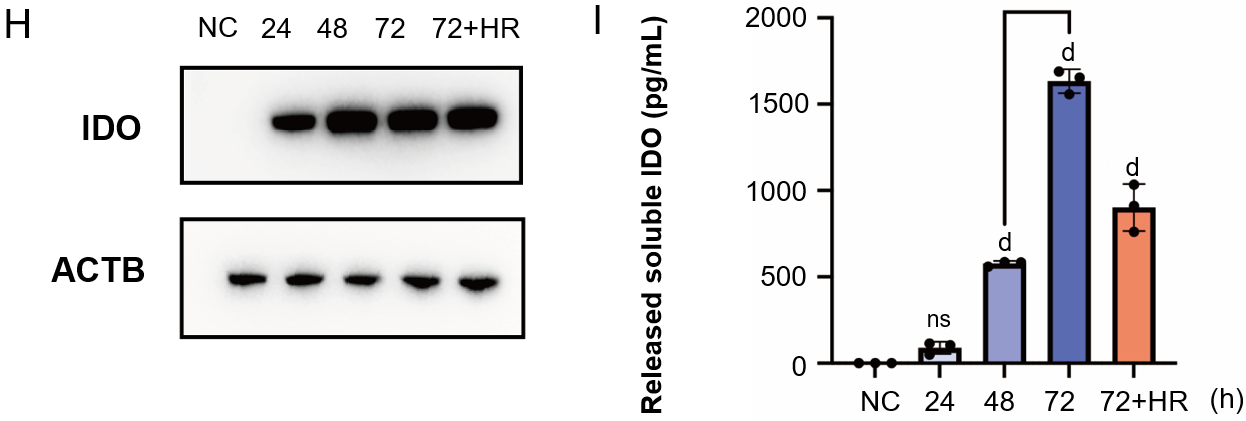 H
NC 24 48 72 72+HR
IDO
ACTB
I
Released soluble IDO (pg/mL)
2000
1500
1000
500
0
ns
d
d
d
NC 24 48 72 72+HR (h)